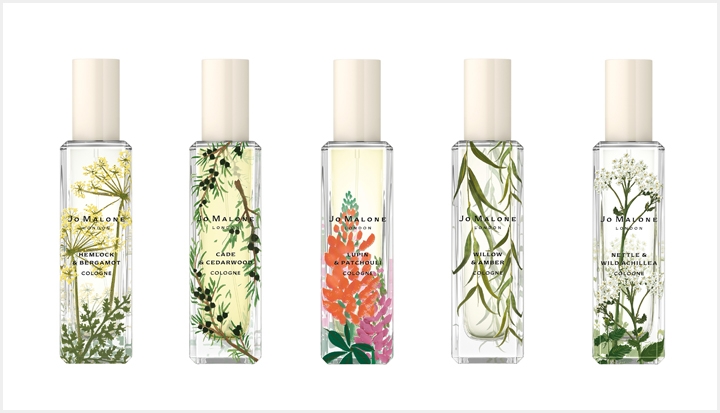 JO MALONE
LONDON
HEMLOCK
& BERGAMOT
COLOGNE
JO MALONE
LONDON
CADE
& CEDARWOOD
COLOGNE
JO MALONE
LONDON
LUPIN
& PATCHOULI
COLOGNE
JO MALONE
LONDON
WILLOW
& AMBER
COLOGNE
JO MALONE
LONDON
NETTLE &
WILD ACHILLEA
COLOGNE